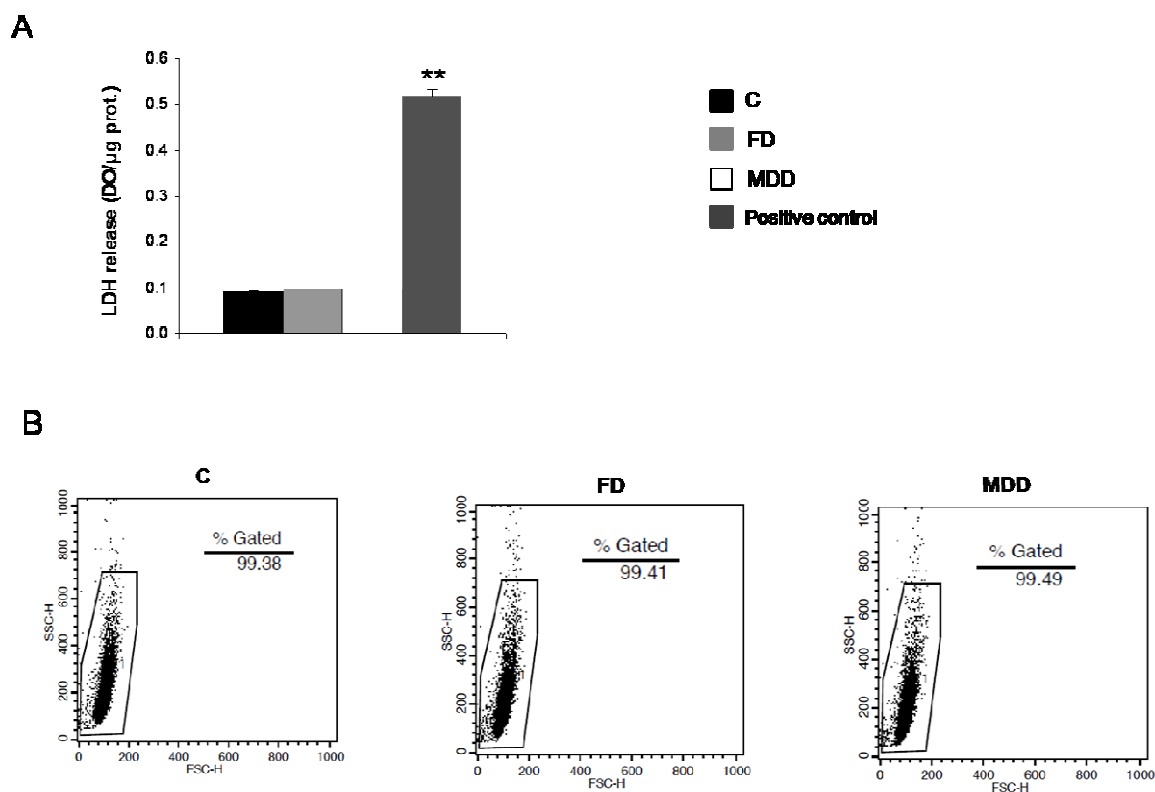 A
0.6
0.5
0.4
0.3
0.2
0.1
0.0
LDH release (DO/µg prot.)
**
C
FD
MDD
Positive control
B
C
1000
800
600
400
200
0
SSC-H
% Gated
99.38
0 200 400 600 800 1000
FSC-H
FD
1000
800
600
400
200
0
SSC-H
% Gated
99.41
0 200 400 600 800 1000
FSC-H
MDD
1000
800
600
400
200
0
SSC-H
% Gated
99.49
0 200 400 600 800 1000
FSC-H